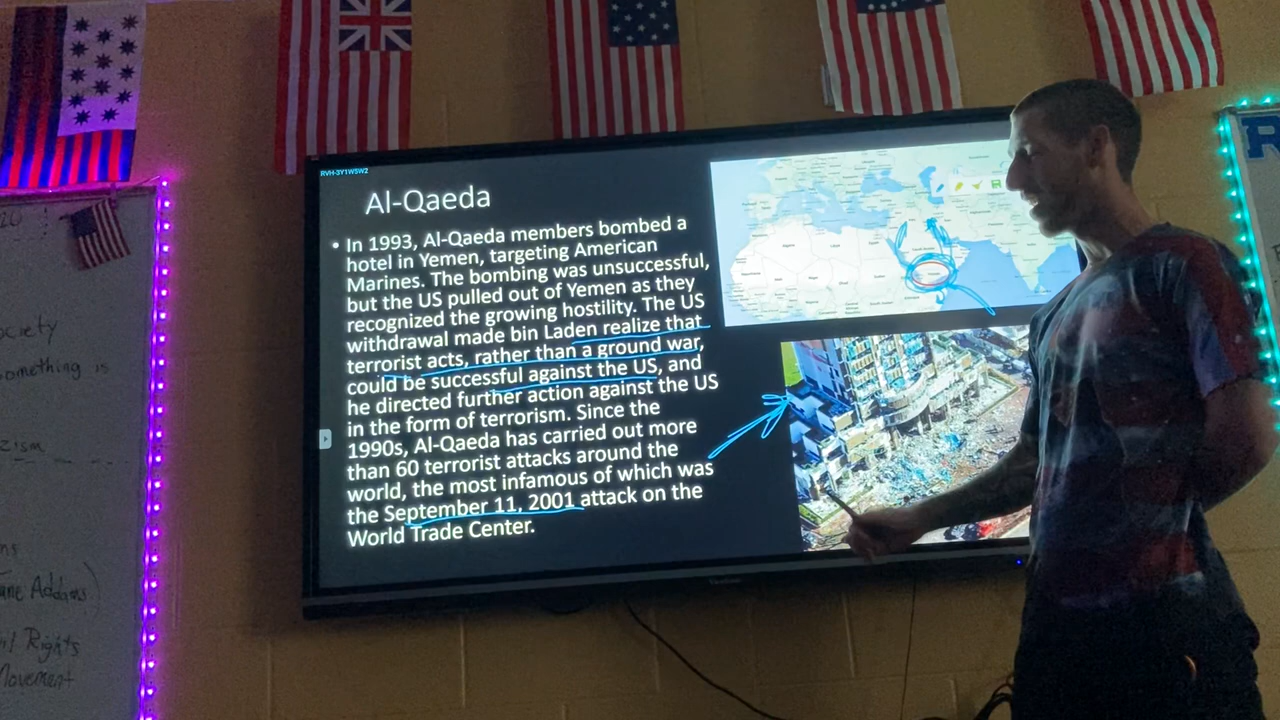 RVH-3Y1W5W2
Al-Qaeda
• In 1993, Al-Qaeda members bombed a
hotel in Yemen, targeting American
Marines. The bombing was unsuccessful,
but the US pulled out of Yemen as they
recognized the growing hostility. The US
withdrawal made bin Laden realize that
terrorist acts, rather than a ground war,
could be successful against the US, and
he directed further action against the US
in the form of terrorism. Since the
1990s, Al-Qaeda has carried out more
than 60 terrorist attacks around the
world, the most infamous of which was
the September 11, 2001 attack on the
World Trade Center.
ViewSonic
something is
Addams)
Rights
Movement